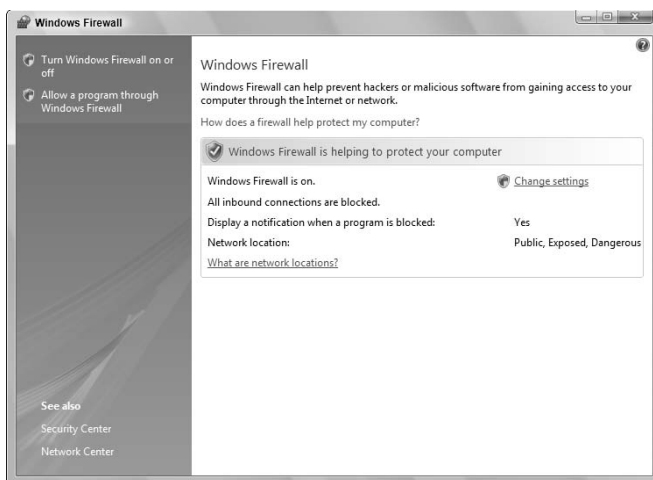 Windows Firewall
Turn Windows Firewall on or
off
Allow a program through
Windows Firewall
See also
Security Center
Network Center
Windows Firewall
Windows Firewall can help prevent hackers or malicious software from gaining access to your
computer through the Internet or network.
How does a firewall help protect my computer?
Windows Firewall is helping to protect your computer
Windows Firewall is on.
Change settings
All inbound connections are blocked.
Display a notification when a program is blocked: Yes
Network location: Public, Exposed, Dangerous
What are network locations?